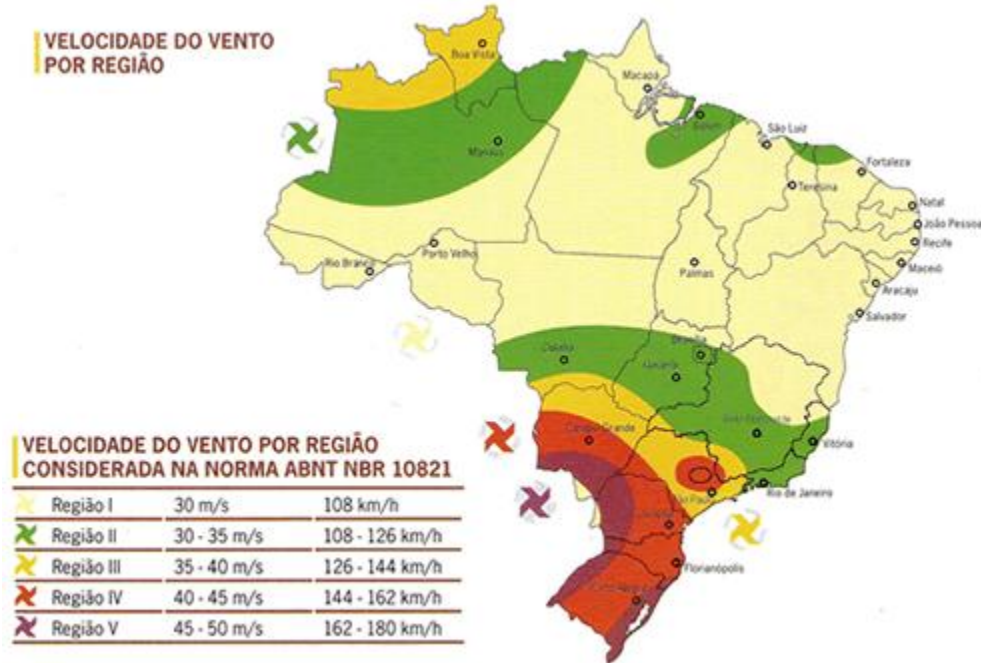 VELOCIDADE DO VENTO
POR REGIÃO
Boa Vista
Macapá
Manaus
Belém
São Luiz
Fortaleza
Teresina
Natal
João Pessoa
Recife
Porto Velho
Rio Branco
Palmas
Maceió
Aracaju
Salvador
Brasília
Cuiabá
Goiânia
Belo Horizonte
Campo Grande
Vitória
São Paulo
Rio de Janeiro
Curitiba
Florianópolis
Porto Alegre
VELOCIDADE DO VENTO POR REGIÃO
CONSIDERADA NA NORMA ABNT NBR 10821
Região I 30 m/s 108 km/h
Região II 30 - 35 m/s 108 - 126 km/h
Região III 35 - 40 m/s 126 - 144 km/h
Região IV 40 - 45 m/s 144 - 162 km/h
Região V 45 - 50 m/s 162 - 180 km/h